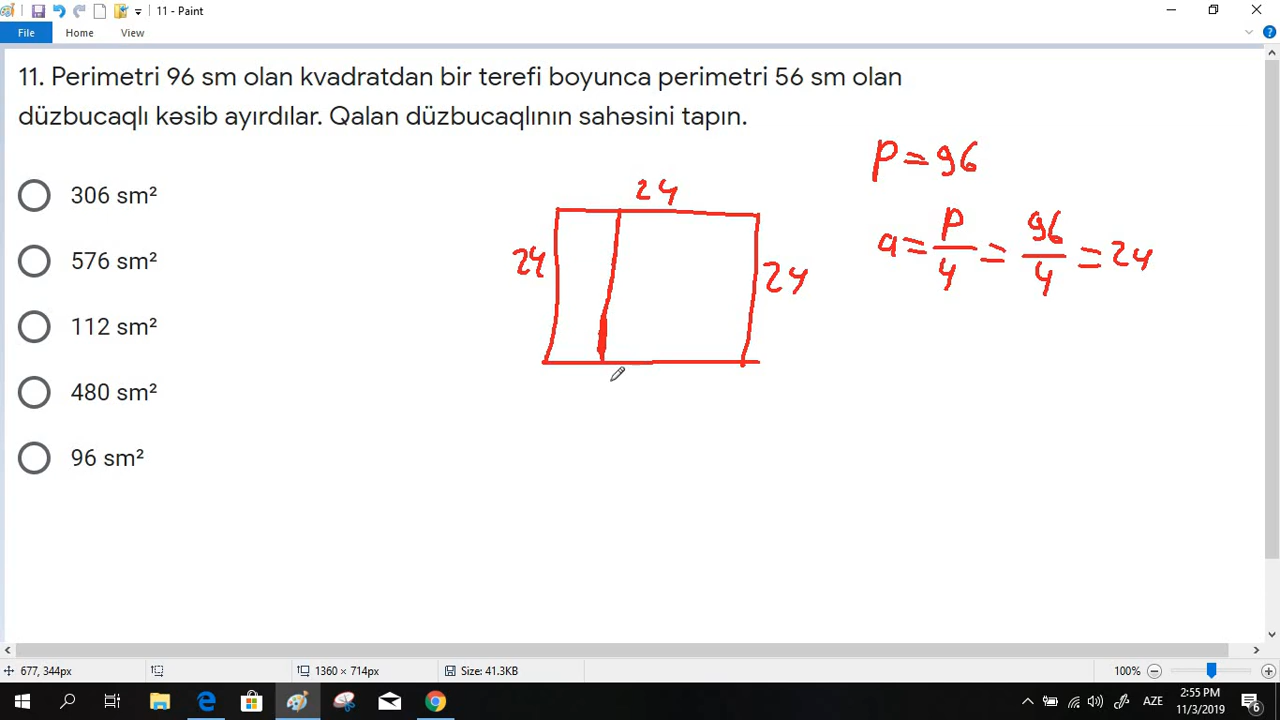 11 - Paint
File Home View
11. Perimetri 96 sm olan kvadratdan bir terefi boyunca perimetri 56 sm olan
düzbucaqlı kəsib ayırdılar. Qalan düzbucaqlının sahəsini tapın.
P=96
306 sm²
24
a=P/4=96/4=24
576 sm²
24
24
112 sm²
480 sm²
96 sm²
677, 344px
1360 × 714px
Size: 41.3KB
100%
AZE
2:55 PM
11/3/2019
6